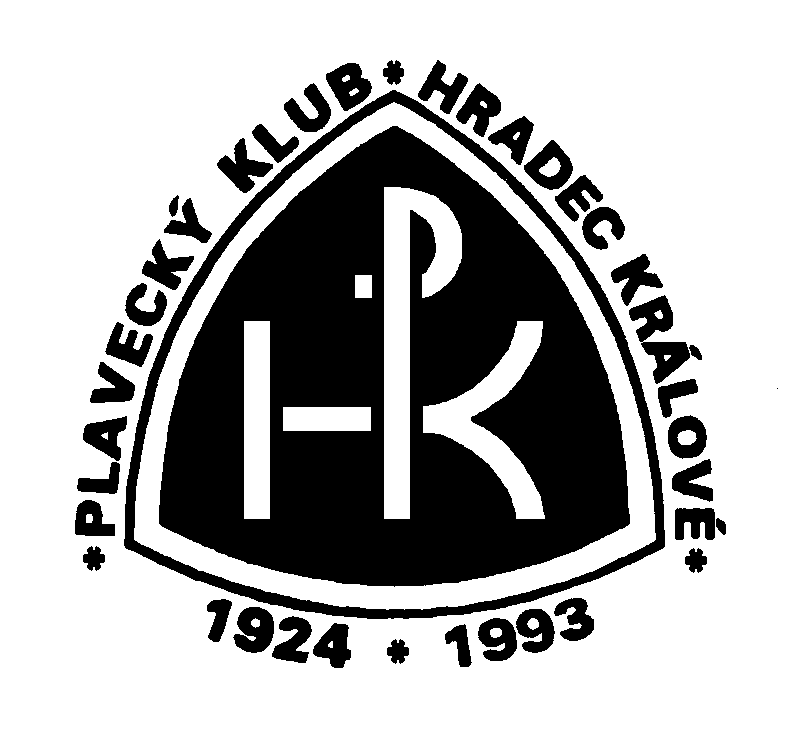 PLAVECKÝ KLUB * HRADEC KRÁLOVÉ
HPK
* 1924 * 1993 *